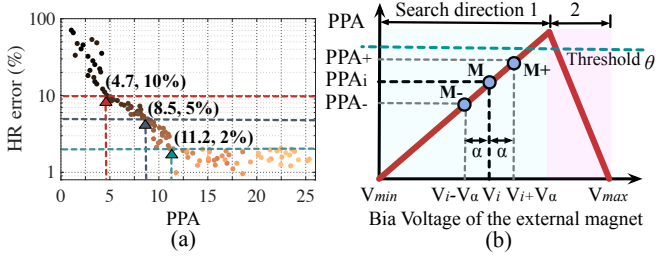 HR error (%)
100
10
1
0
5
10
15
20
25
PPA
(4.7, 10%)
(8.5, 5%)
(11.2, 2%)
(a)
PPA
Search direction 1
2
PPA+
PPAi
PPA-
M-
M
M+
Threshold θ
α
α
Vmin
Vi-Vα
Vi
Vi+Vα
Vmax
Bia Voltage of the external magnet
(b)